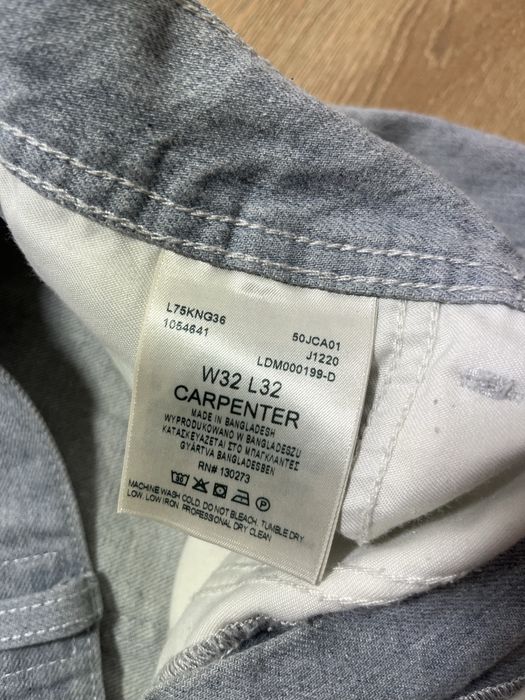 L75KNG36
1054641
50JCA01
J1220
LDM000199-D
W32 L32
CARPENTER
MADE IN BANGLADESH
WYPRODUKOWANO W BANGLADESZU
ΚΑΤΑΣΚΕΥΑΖΕΤΑΙ ΣΤΟ ΜΠΑΓΚΛΑΝΤΕΣ
GYÁRTVA BANGLADESBEN
RN# 130273
30 P
MACHINE WASH COLD. DO NOT BLEACH. TUMBLE DRY
LOW. LOW IRON. PROFESSIONAL DRY CLEAN